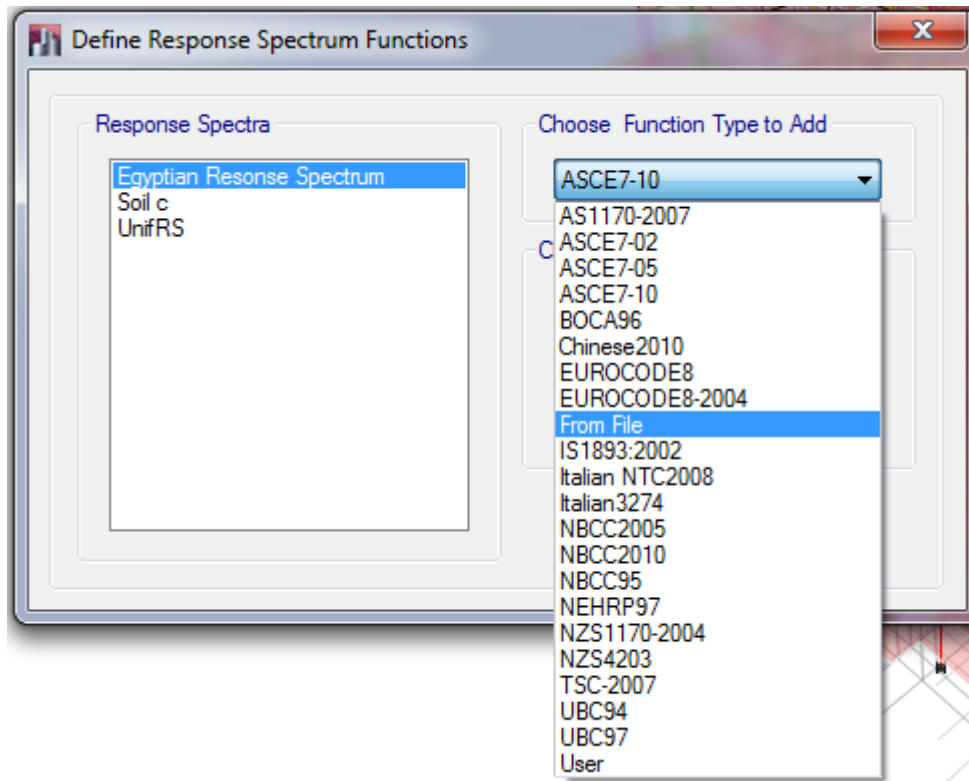 Define Response Spectrum Functions
Response Spectra
Egyptian Resonse Spectrum
Soil c
UnifRS
Choose Function Type to Add
ASCE7-10
AS1170-2007
ASCE7-02
ASCE7-05
ASCE7-10
BOCA96
Chinese2010
EUROCODE8
EUROCODE8-2004
From File
IS1893:2002
Italian NTC2008
Italian3274
NBCC2005
NBCC2010
NBCC95
NEHRP97
NZS1170-2004
NZS4203
TSC-2007
UBC94
UBC97
User